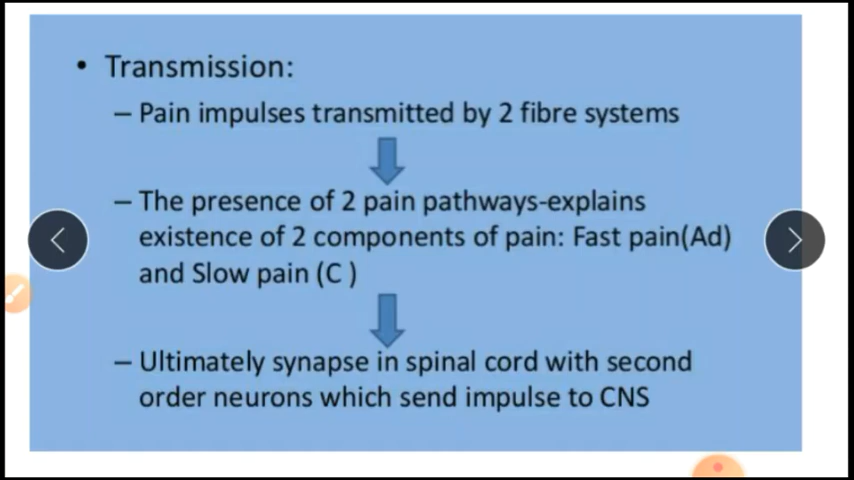 • Transmission:
– Pain impulses transmitted by 2 fibre systems
– The presence of 2 pain pathways-explains
existence of 2 components of pain: Fast pain(Ad)
and Slow pain (C )
– Ultimately synapse in spinal cord with second
order neurons which send impulse to CNS